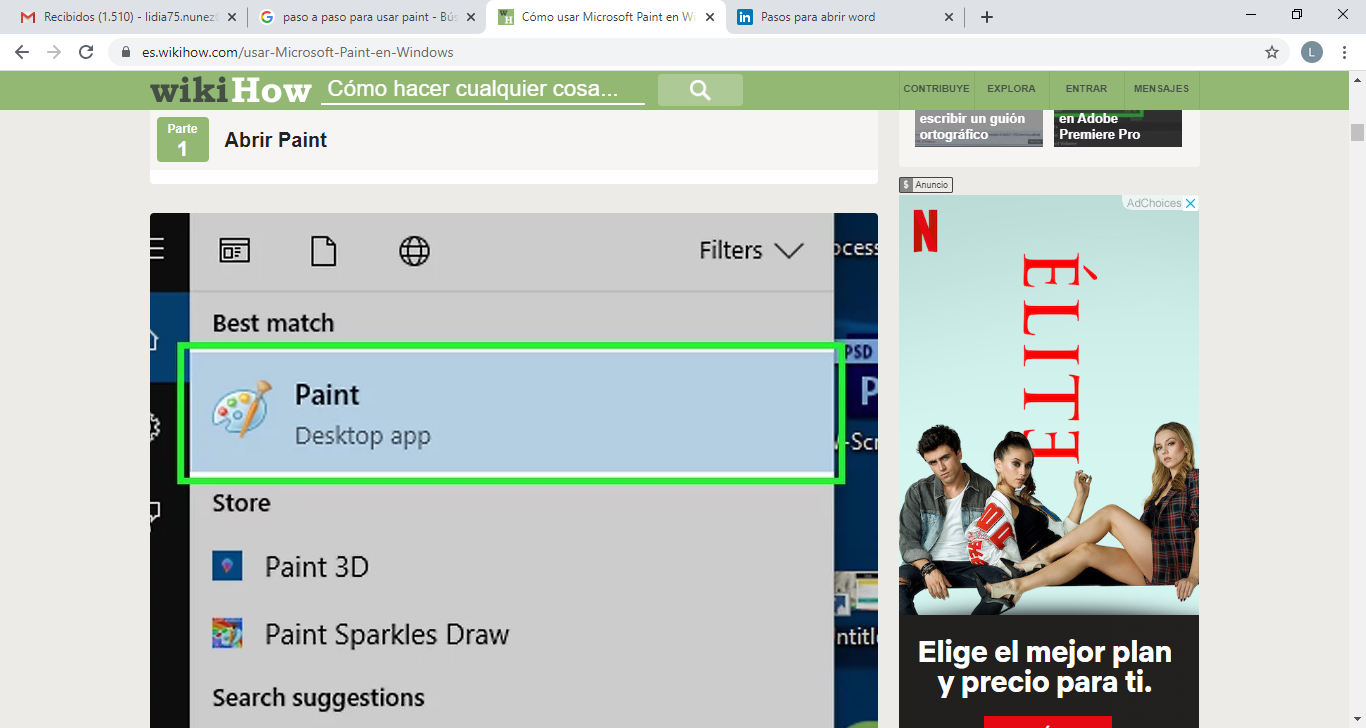 Recibidos (1.510) - lidia75.nunez
paso a paso para usar paint - Bús
Cómo usar Microsoft Paint en Wi
Pasos para abrir word
es.wikihow.com/usar-Microsoft-Paint-en-Windows
L
wikiHow
Cómo hacer cualquier cosa...
CONTRIBUYE
EXPLORA
ENTRAR
MENSAJES
Parte
1
Abrir Paint
escribir un guión
ortográfico
en Adobe
Premiere Pro
$ Anuncio
AdChoices
Filters
ocess
Best match
PSD
Paint
Desktop app
Store
Paint 3D
Paint Sparkles Draw
Search suggestions
N
ÉLITE
Elige el mejor plan
y precio para ti.